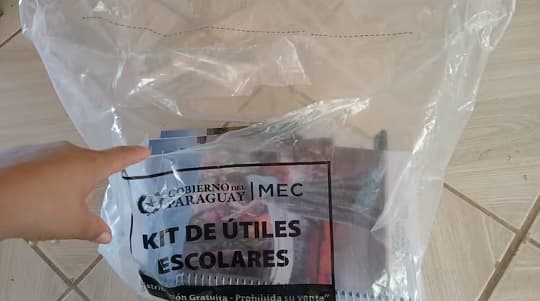 GOBIERNO DEL
PARAGUAY | MEC
KIT DE ÚTILES
ESCOLARES
Gratuita - Prohibida su venta"